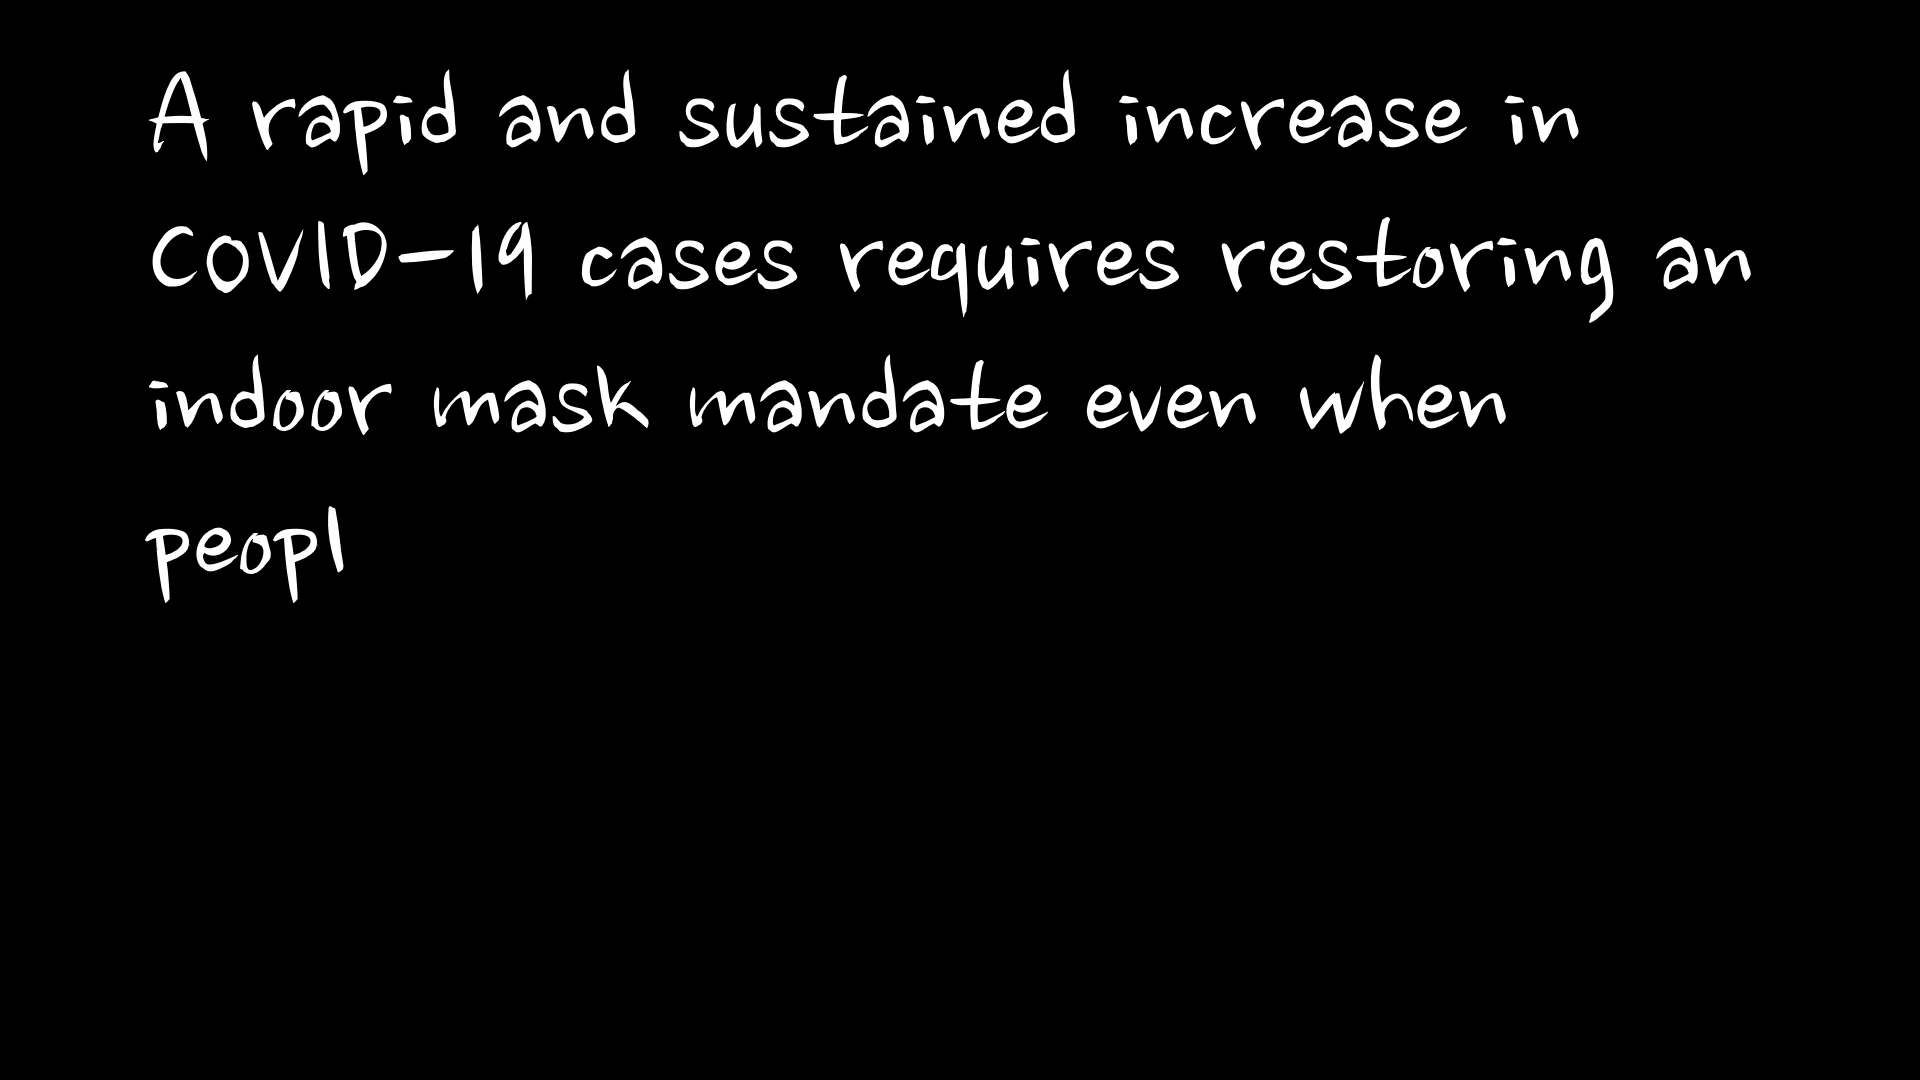 A rapid and sustained increase in
COVID-19 cases requires restoring an
indoor mask mandate even when
peopl